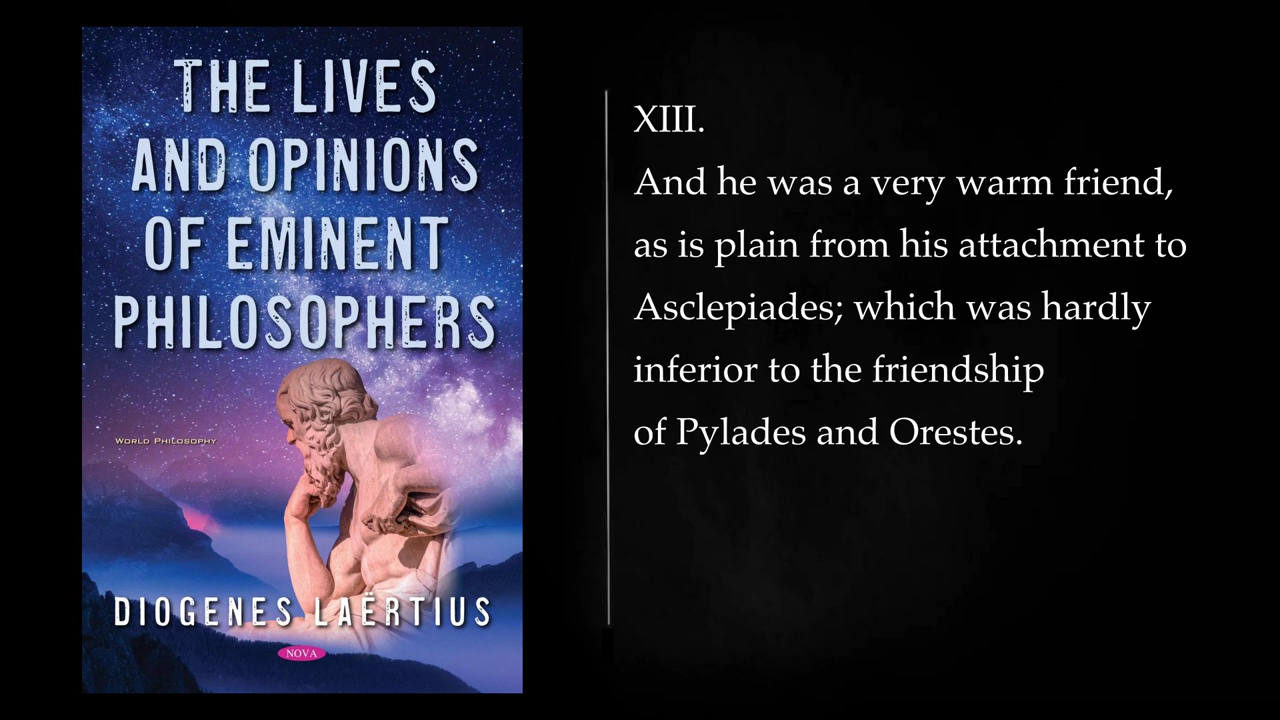 THE LIVES
AND OPINIONS
OF EMINENT
PHILOSOPHERS
WORLD PHILOSOPHY
DIOGENES LAËRTIUS
NOVA
XIII.
And he was a very warm friend,
as is plain from his attachment to
Asclepiades; which was hardly
inferior to the friendship
of Pylades and Orestes.